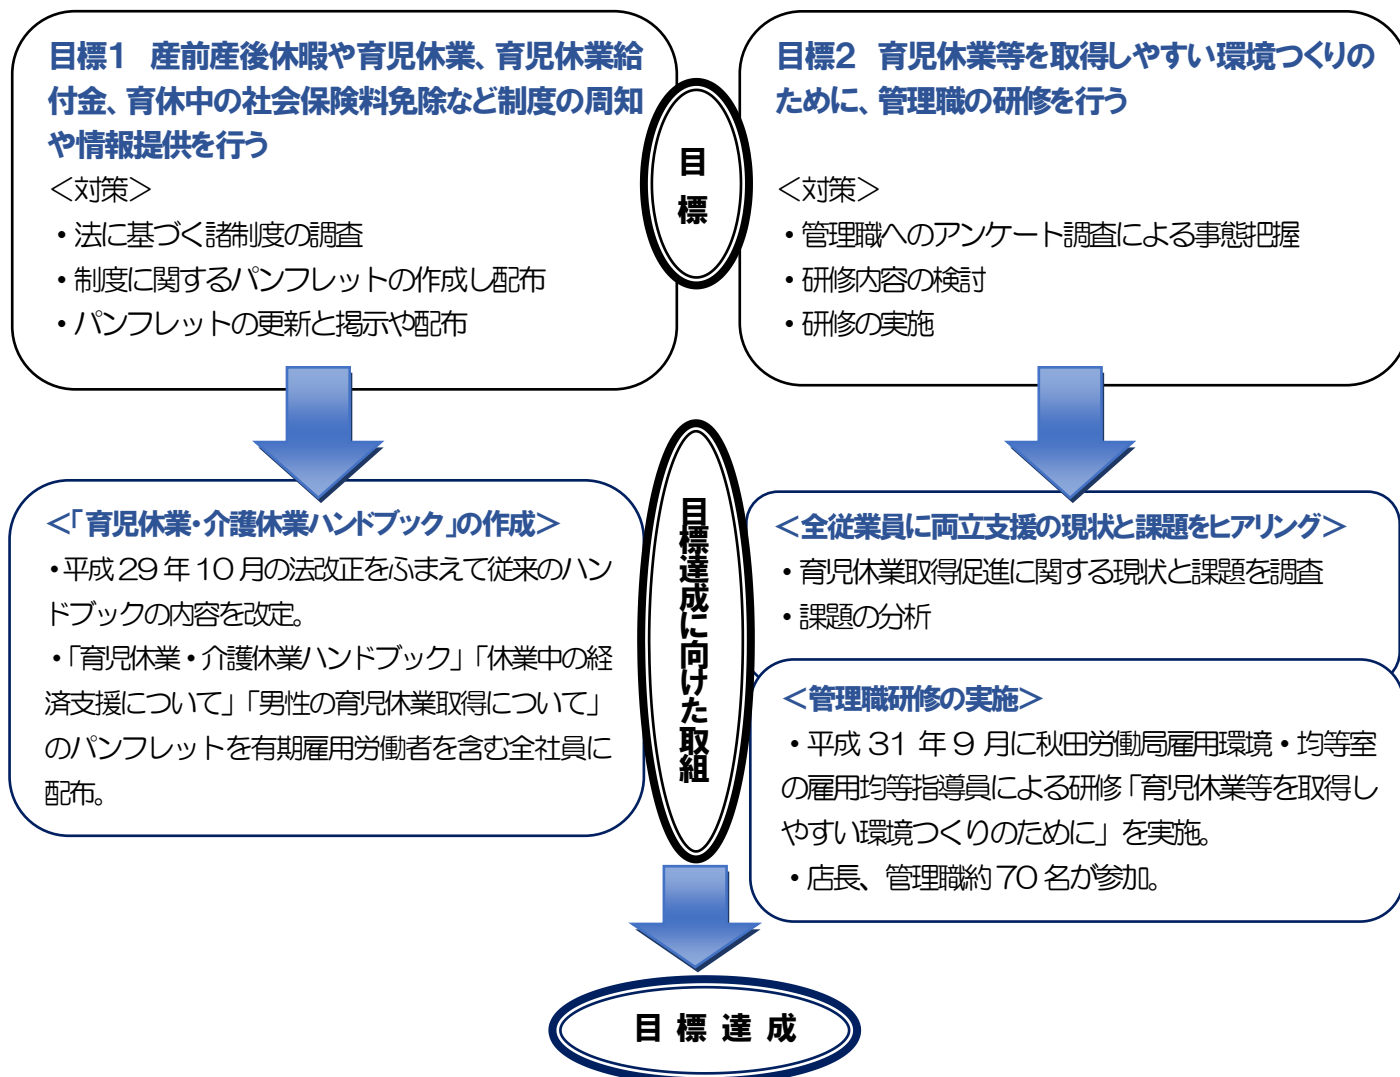 目標1 産前産後休暇や育児休業、育児休業給
付金、育休中の社会保険料免除など制度の周知
や情報提供を行う
＜対策＞
・法に基づく諸制度の調査
・制度に関するパンフレットの作成し配布
・パンフレットの更新と掲示や配布
目標
目標2 育児休業等を取得しやすい環境つくりの
ために、管理職の研修を行う
＜対策＞
・管理職へのアンケート調査による事態把握
・研修内容の検討
・研修の実施
＜「育児休業・介護休業ハンドブック」の作成＞
・平成29年10月の法改正をふまえて従来のハン
ドブックの内容を改定。
・「育児休業・介護休業ハンドブック」「休業中の経
済支援について」「男性の育児休業取得について」
のパンフレットを有期雇用労働者を含む全社員に
配布。
目標達成に向けた取組
＜全従業員に両立支援の現状と課題をヒアリング＞
・育児休業取得促進に関する現状と課題を調査
・課題の分析
＜管理職研修の実施＞
・平成31年9月に秋田労働局雇用環境・均等室
の雇用均等指導員による研修「育児休業等を取得し
やすい環境つくりのために」を実施。
・店長、管理職約70名が参加。
目標達成